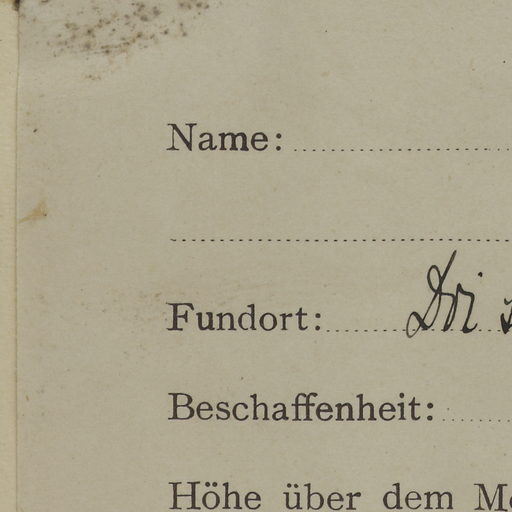 Name:
Fundort:
Beschaffenheit:
Höhe über dem